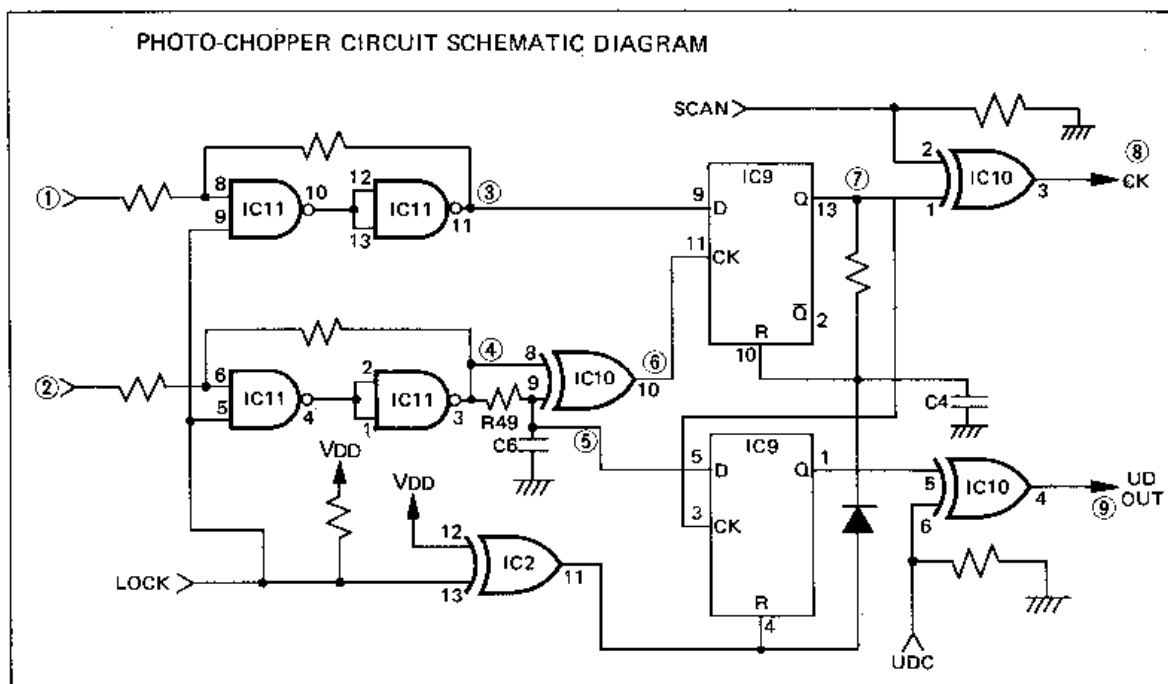 PHOTO-CHOPPER CIRCUIT SCHEMATIC DIAGRAM
SCAN
2
IC10
3
1
⑧
CK
①
8
IC11
10
9
12
IC11
13
11
③
9
D
IC9
Q
13
⑦
11
CK
Q̅
2
R
10
②
6
IC11
5
4
2
IC11
1
3
④
R49
8
9
IC10
10
⑥
C6
⑤
C4
VDD
VDD
LOCK
12
IC2
13
11
5
D
IC9
Q
1
3
CK
R
4
5
IC10
6
4
⑨
UD
OUT
UDC